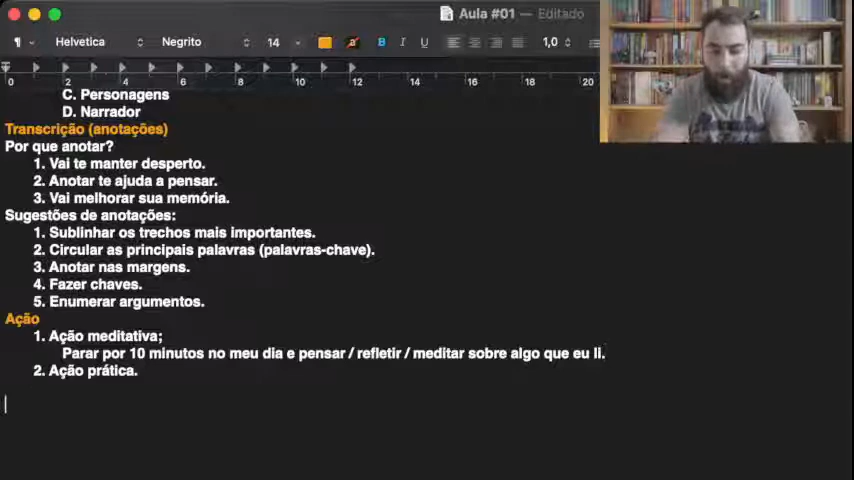 Aula #01 — Editado
¶ Helvetica Negrito 14 a B I U 1,0
0 2 4 6 8 10 12 14 16 18 20
C. Personagens
D. Narrador
Transcrição (anotações)
Por que anotar?
1. Vai te manter desperto.
2. Anotar te ajuda a pensar.
3. Vai melhorar sua memória.
Sugestões de anotações:
1. Sublinhar os trechos mais importantes.
2. Circular as principais palavras (palavras-chave).
3. Anotar nas margens.
4. Fazer chaves.
5. Enumerar argumentos.
Ação
1. Ação meditativa;
Parar por 10 minutos no meu dia e pensar / refletir / meditar sobre algo que eu li.
2. Ação prática.